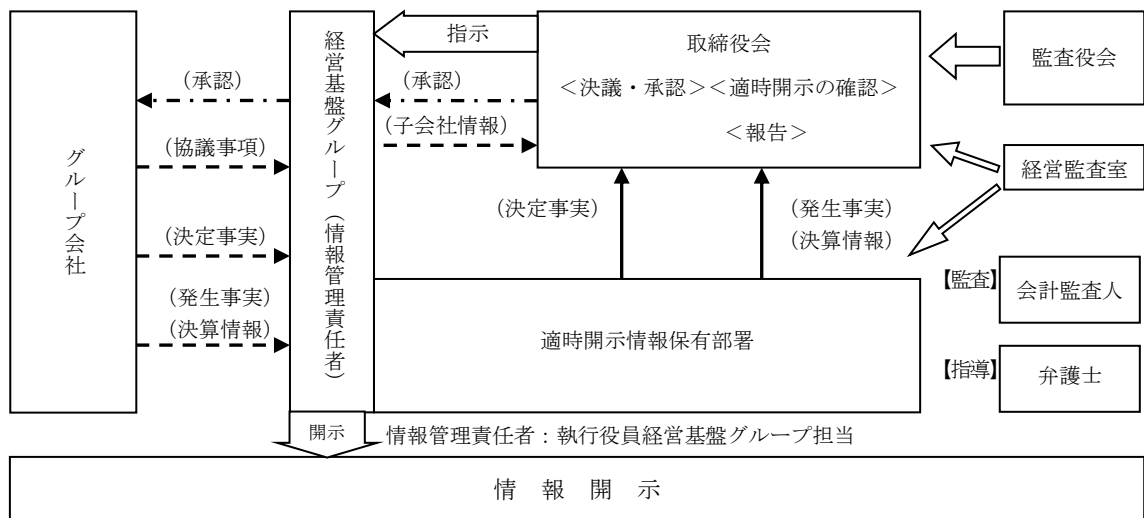 グループ会社
(承認)
(協議事項)
(決定事実)
(発生事実)
(決算情報)
経営基盤グループ(情報管理責任者)
指示
(承認)
(子会社情報)
取締役会
<決議・承認><適時開示の確認>
<報告>
(決定事実)
(発生事実)
(決算情報)
適時開示情報保有部署
監査役会
経営監査室
【監査】
会計監査人
【指導】
弁護士
開示
情報管理責任者:執行役員経営基盤グループ担当
情報開示